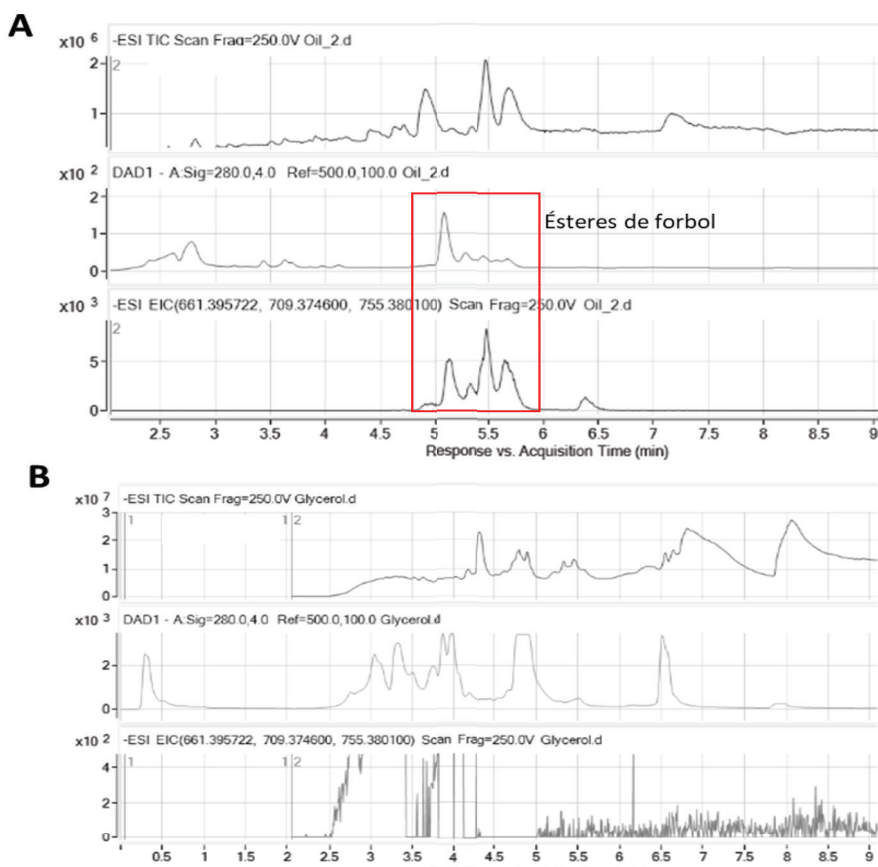 A
x10 6
-ESI TIC Scan Frag=250.0V Oil_2.d
2
2
1
x10 2
DAD1 - A:Sig=280.0,4.0 Ref=500.0,100.0 Oil_2.d
2
1
0
Ésteres de forbol
x10 3
-ESI EIC(661.395722, 709.374600, 755.380100) Scan Frag=250.0V Oil_2.d
2
5
0
2.5 3 3.5 4 4.5 5 5.5 6 6.5 7 7.5 8 8.5 9
Response vs. Acquisition Time (min)
B
x10 7
-ESI TIC Scan Frag=250.0V Glycerol.d
3
1 1 2
2
1
0
x10 3
DAD1 - A:Sig=280.0,4.0 Ref=500.0,100.0 Glycerol.d
2
0
x10 2
-ESI EIC(661.395722, 709.374600, 755.380100) Scan Frag=250.0V Glycerol.d
1 1 2
4
2
0
0.5 1 1.5 2 2.5 3 3.5 4 4.5 5 5.5 6 6.5 7 7.5 8 8.5 9